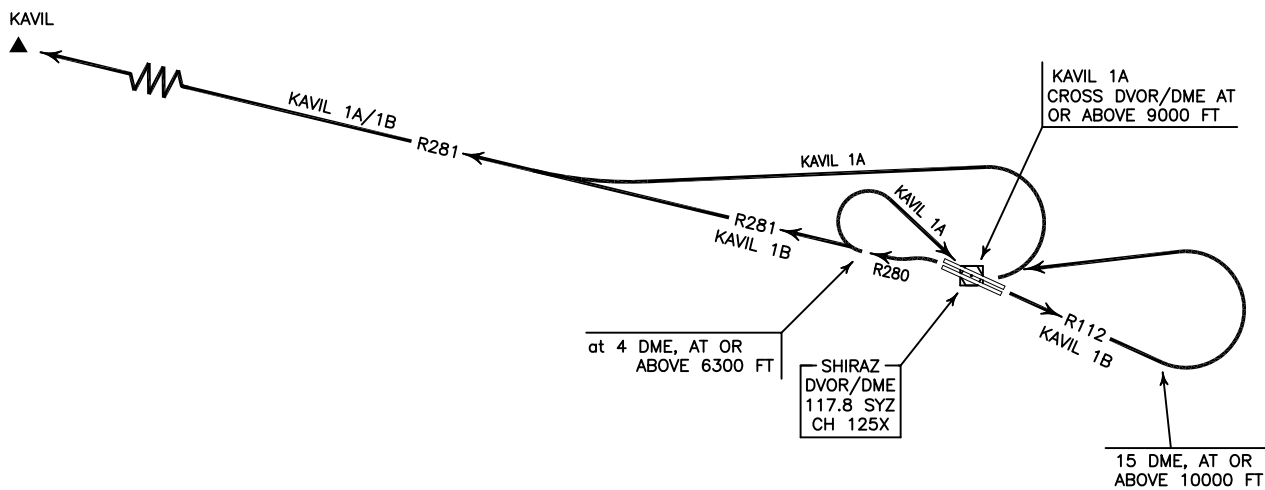 KAVIL
KAVIL 1A
CROSS DVOR/DME AT
OR ABOVE 9000 FT
KAVIL 1A/1B
R281
KAVIL 1A
KAVIL 1A
R281
KAVIL 1B
R280
R112
KAVIL 1B
at 4 DME, AT OR
ABOVE 6300 FT
SHIRAZ
DVOR/DME
117.8 SYZ
CH 125X
15 DME, AT OR
ABOVE 10000 FT